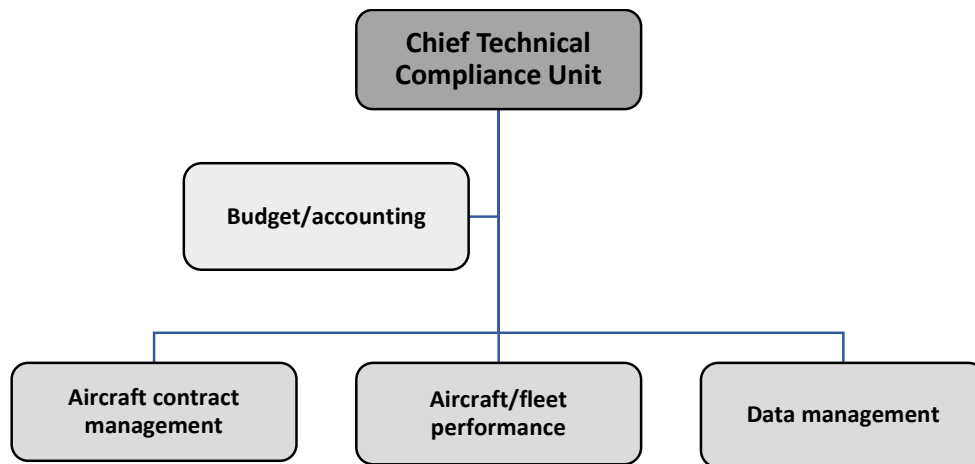 Chief Technical
Compliance Unit
Budget/accounting
Aircraft contract
management
Aircraft/fleet
performance
Data management